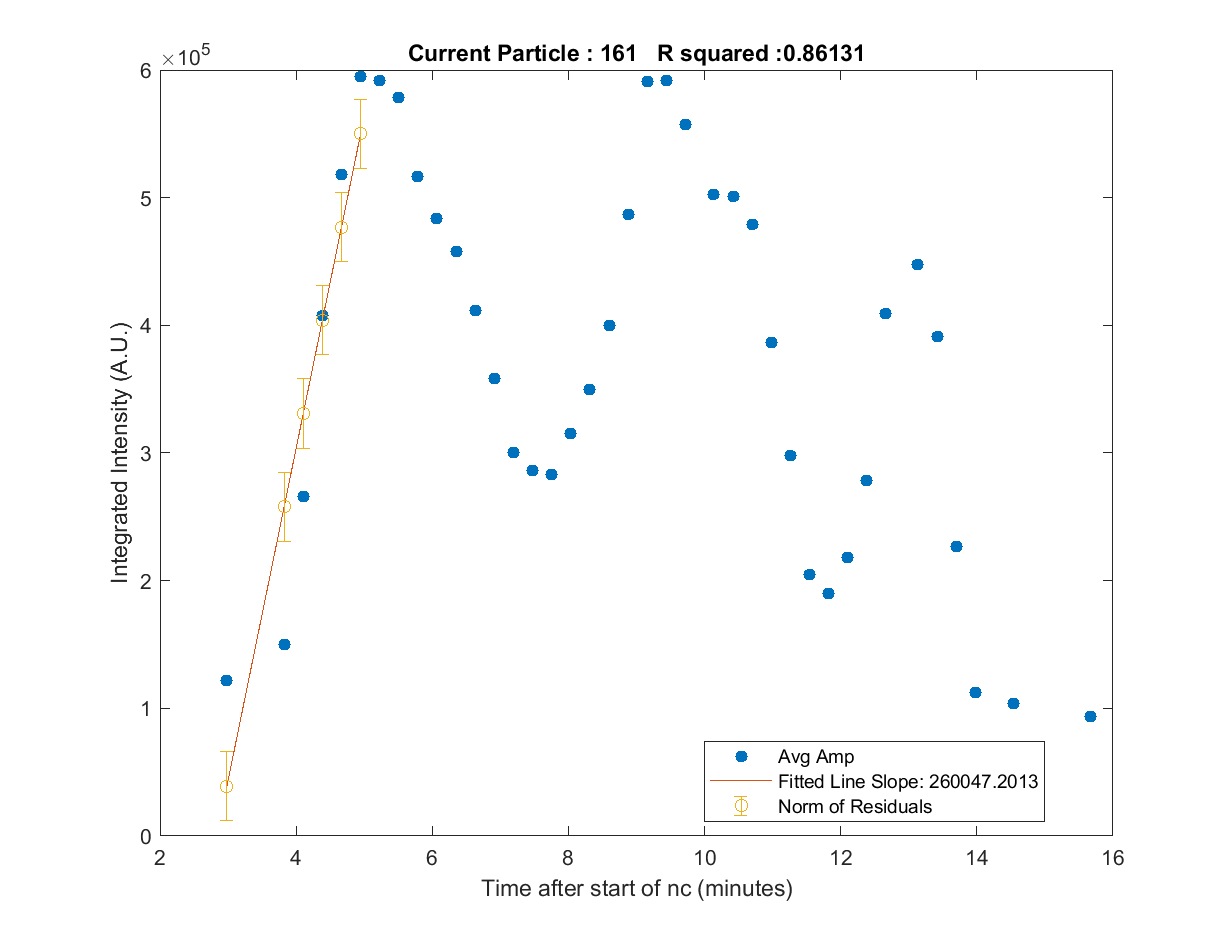 Current Particle : 161   R squared :0.86131
×10^5
6
5
4
3
2
1
0
2 4 6 8 10 12 14 16
Integrated Intensity (A.U.)
Time after start of nc (minutes)
Avg Amp
Fitted Line Slope: 260047.2013
Norm of Residuals